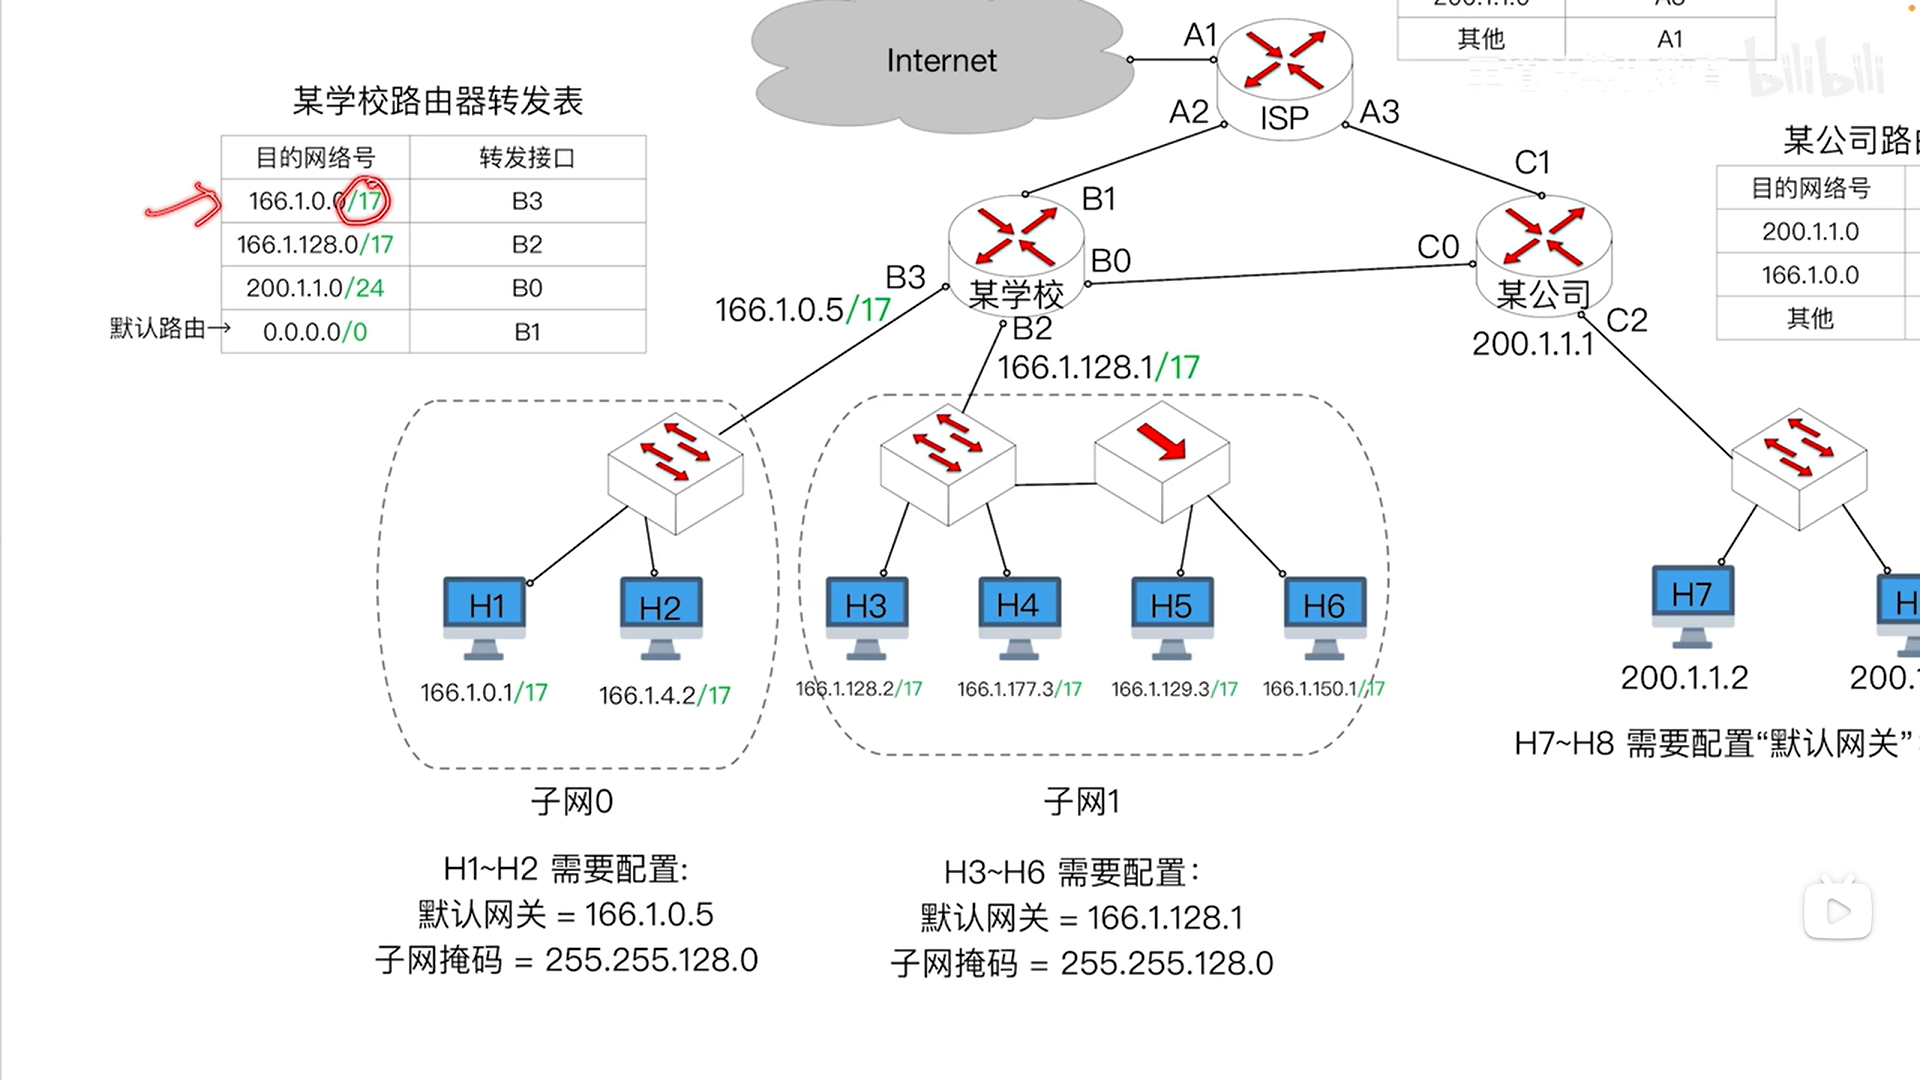 Internet
A1
ISP
A2
A3
其他
A1
bilibili
某学校路由器转发表
目的网络号 转发接口
166.1.0.0/17 B3
166.1.128.0/17 B2
200.1.1.0/24 B0
默认路由→ 0.0.0.0/0 B1
B1
B0
B3
某学校
B2
166.1.0.5/17
166.1.128.1/17
C1
C0
某公司
C2
200.1.1.1
某公司路
目的网络号
200.1.1.0
166.1.0.0
其他
H1
H2
H3
H4
H5
H6
H7
H
166.1.0.1/17
166.1.4.2/17
166.1.128.2/17
166.1.177.3/17
166.1.129.3/17
166.1.150.1/17
200.1.1.2
200.1
H7~H8 需要配置“默认网关”
子网0
子网1
H1~H2 需要配置:
默认网关 = 166.1.0.5
子网掩码 = 255.255.128.0
H3~H6 需要配置：
默认网关 = 166.1.128.1
子网掩码 = 255.255.128.0